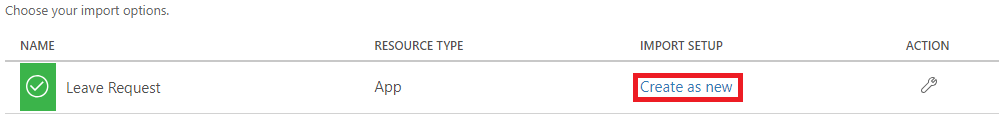 Choose your import options.
NAME RESOURCE TYPE IMPORT SETUP ACTION
Leave Request App Create as new